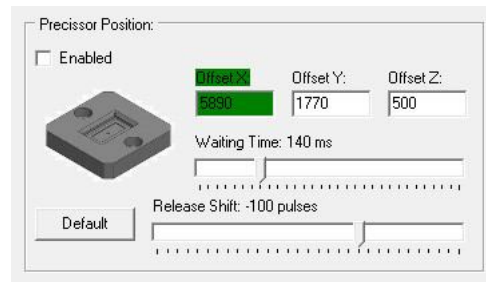 Precissor Position:
Enabled
Offset X: Offset Y: Offset Z:
5890 1770 500
Waiting Time: 140 ms
Release Shift: -100 pulses
Default